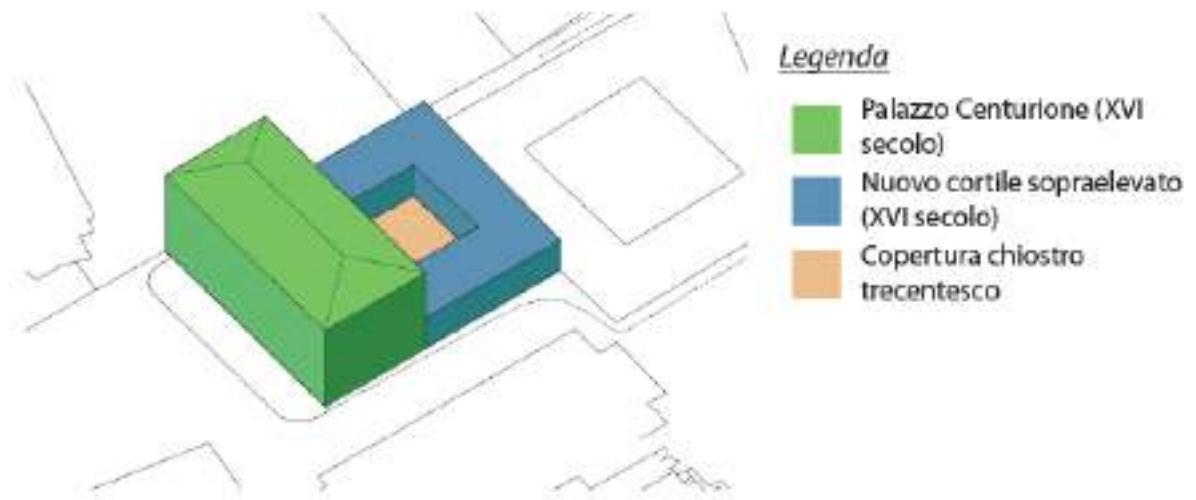 Legenda
Palazzo Centurione (XVI
secolo)
Nuovo cortile sopraelevato
(XVI secolo)
Copertura chiostro
trecentesco